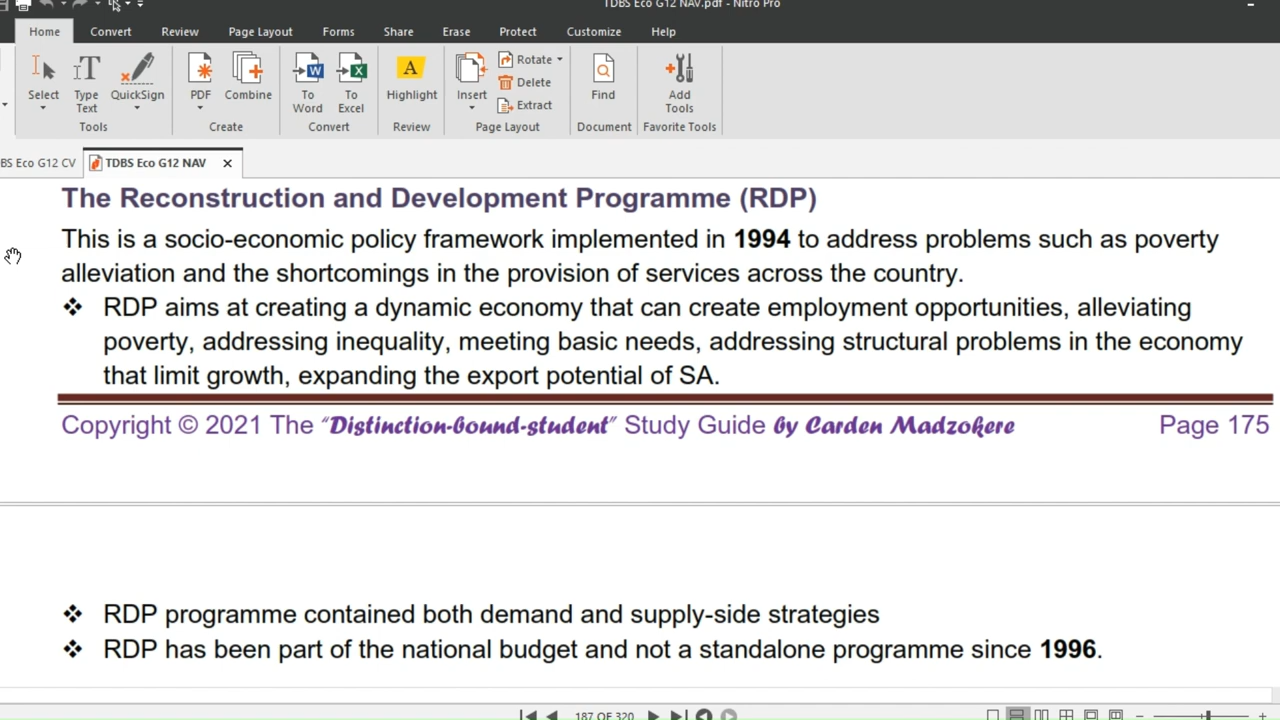 TDBS Eco G12 NAV.pdf - Nitro Pro
Home Convert Review Page Layout Forms Share Erase Protect Customize Help
Select Type Text QuickSign PDF Combine To Word To Excel Highlight Insert Rotate Delete Extract Find Add Tools
Tools Create Convert Review Page Layout Document Favorite Tools
BS Eco G12 CV TDBS Eco G12 NAV ×
The Reconstruction and Development Programme (RDP)
This is a socio-economic policy framework implemented in 1994 to address problems such as poverty
alleviation and the shortcomings in the provision of services across the country.
❖ RDP aims at creating a dynamic economy that can create employment opportunities, alleviating
poverty, addressing inequality, meeting basic needs, addressing structural problems in the economy
that limit growth, expanding the export potential of SA.
Copyright © 2021 The “Distinction-bound-student” Study Guide by Carden Madzokere Page 175
❖ RDP programme contained both demand and supply-side strategies
❖ RDP has been part of the national budget and not a standalone programme since 1996.
187 OF 320